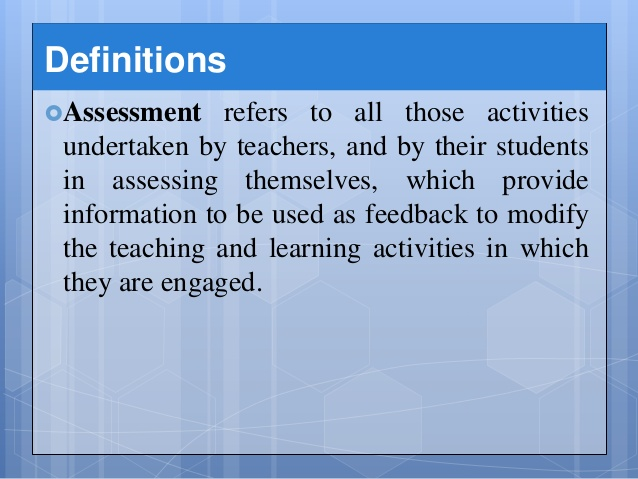 Definitions
Assessment refers to all those activities
undertaken by teachers, and by their students
in assessing themselves, which provide
information to be used as feedback to modify
the teaching and learning activities in which
they are engaged.